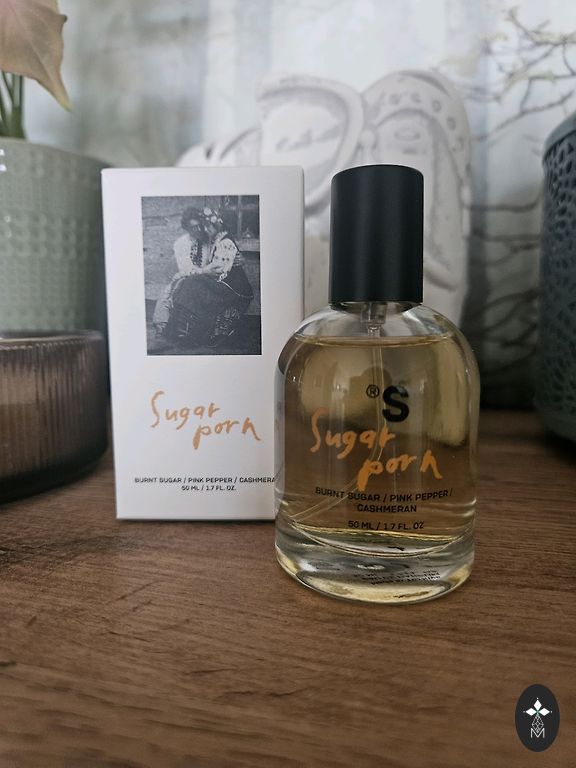 Sugar
porn
BURNT SUGAR / PINK PEPPER / CASHMERA
50 ML / 1.7 FL. OZ.
®S
Sugar
porn
BURNT SUGAR / PINK PEPPER /
CASHMERAN
50 ML / 1.7 FL. OZ
M